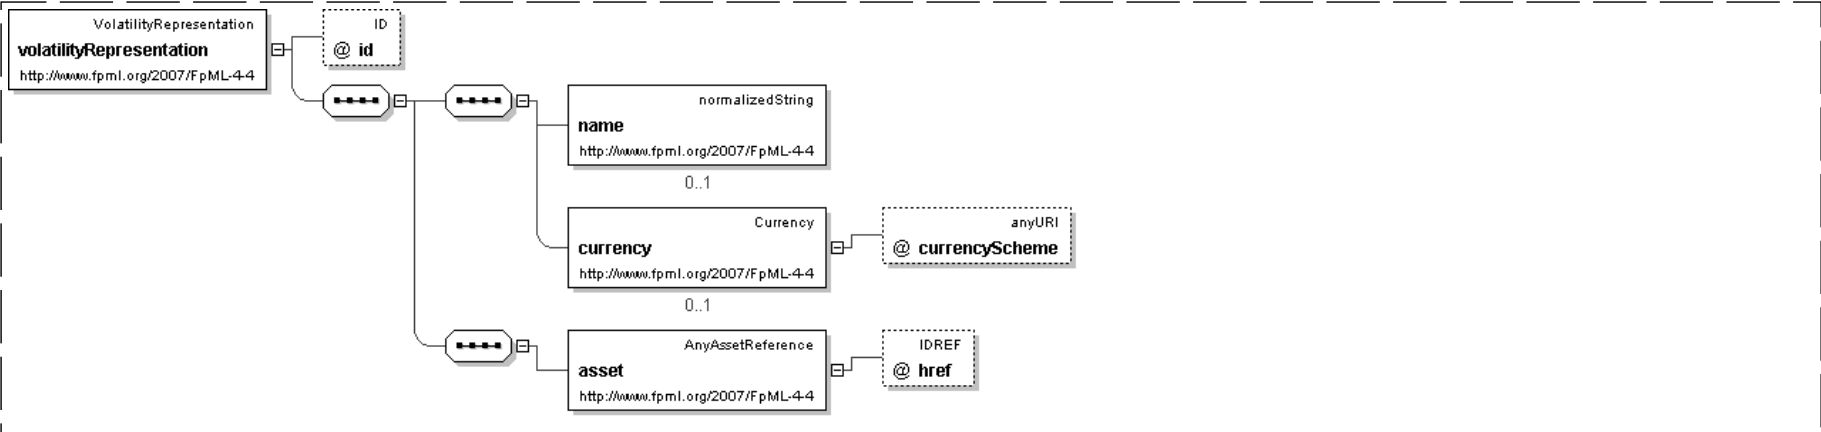 VolatilityRepresentation
volatilityRepresentation
http://www.fpml.org/2007/FpML-4-4
ID
@ id
normalizedString
name
http://www.fpml.org/2007/FpML-4-4
0..1
Currency
currency
http://www.fpml.org/2007/FpML-4-4
0..1
anyURI
@ currencyScheme
AnyAssetReference
asset
http://www.fpml.org/2007/FpML-4-4
IDREF
@ href